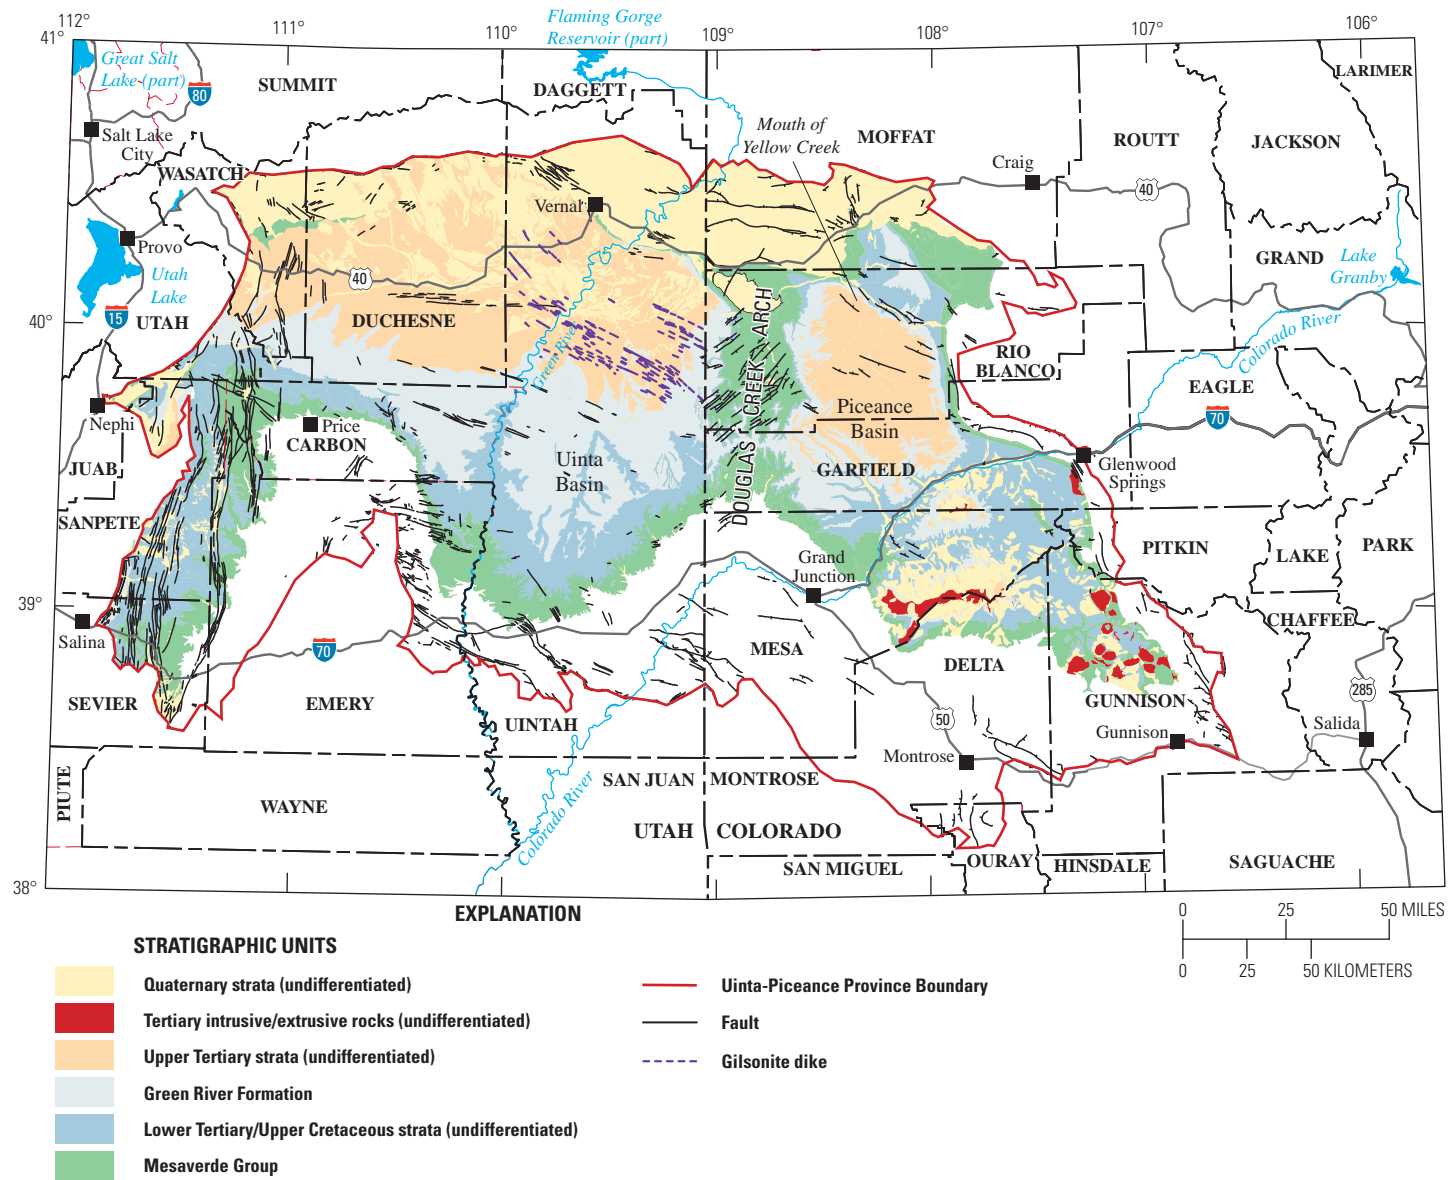 112°
111°
110°
109°
108°
107°
106°
41°
40°
39°
38°
Flaming Gorge
Reservoir (part)
Great Salt
Lake (part)
80
SUMMIT
DAGGETT
MOFFAT
ROUTT
LARIMER
JACKSON
Salt Lake
City
WASATCH
Mouth of
Yellow Creek
Craig
40
Vernal
Provo
Utah
Lake
15
UTAH
40
DUCHESNE
Green River
DOUGLAS CREEK ARCH
GRAND
Lake
Granby
Colorado River
RIO
BLANCO
EAGLE
70
Nephi
Price
CARBON
Piceance
Basin
GARFIELD
Uinta
Basin
Glenwood
Springs
JUAB
SANPETE
PITKIN
LAKE
PARK
Grand
Junction
CHAFFEE
Salina
70
MESA
DELTA
SEVIER
EMERY
UINTAH
GUNNISON
285
50
Gunnison
Salida
Montrose
PIUTE
WAYNE
SAN JUAN
MONTROSE
Colorado River
UTAH
COLORADO
SAN MIGUEL
OURAY
HINSDALE
SAGUACHE
EXPLANATION
0 25 50 MILES
0 25 50 KILOMETERS
STRATIGRAPHIC UNITS
Quaternary strata (undifferentiated)
Tertiary intrusive/extrusive rocks (undifferentiated)
Upper Tertiary strata (undifferentiated)
Green River Formation
Lower Tertiary/Upper Cretaceous strata (undifferentiated)
Mesaverde Group
Uinta-Piceance Province Boundary
Fault
Gilsonite dike